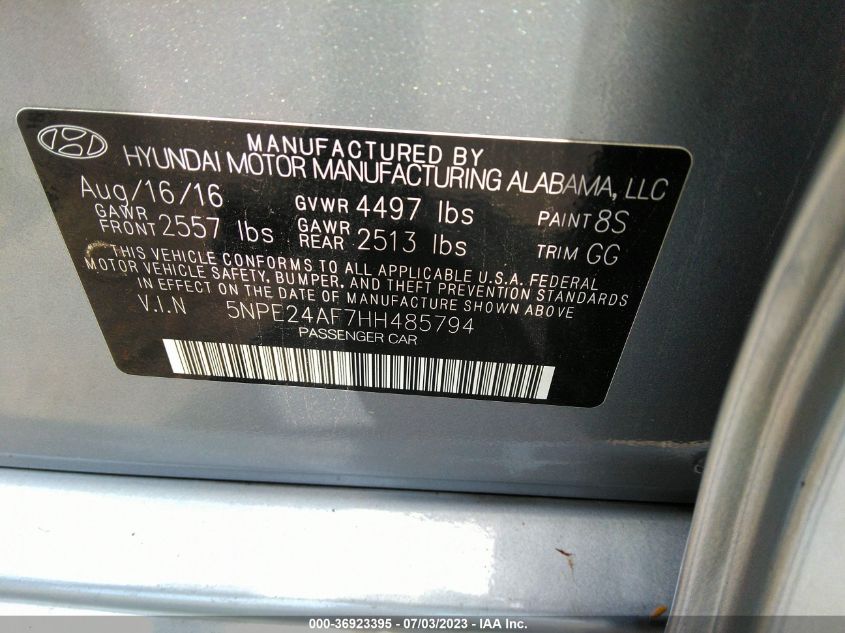 MANUFACTURED BY
HYUNDAI MOTOR MANUFACTURING ALABAMA, LLC
Aug/16/16 GVWR 4497 lbs PAINT 8S
GAWR FRONT 2557 lbs GAWR REAR 2513 lbs TRIM GG
THIS VEHICLE CONFORMS TO ALL APPLICABLE U.S.A. FEDERAL
MOTOR VEHICLE SAFETY, BUMPER, AND THEFT PREVENTION STANDARDS
IN EFFECT ON THE DATE OF MANUFACTURE SHOWN ABOVE
V.I.N 5NPE24AF7HH485794
PASSENGER CAR
000-36923395 - 07/03/2023 - IAA Inc.